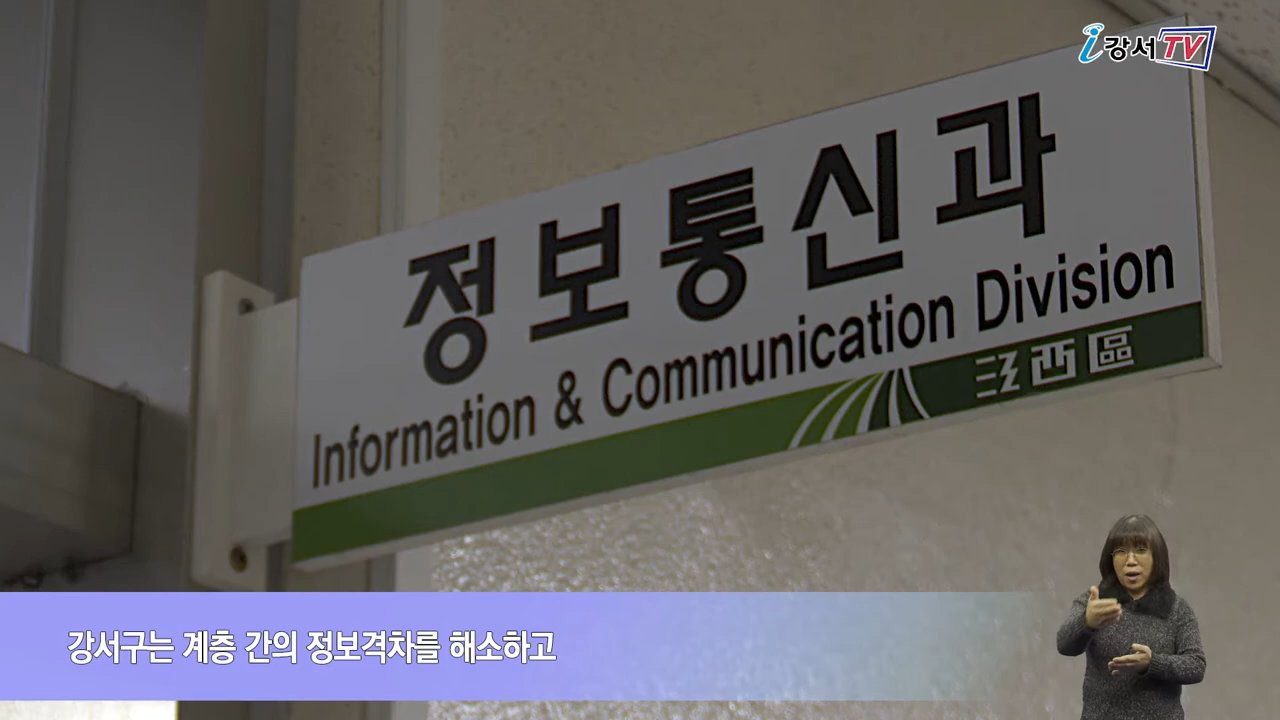 i강서TV
정보통신과
Information & Communication Division
江西區
강서구는 계층 간의 정보격차를 해소하고